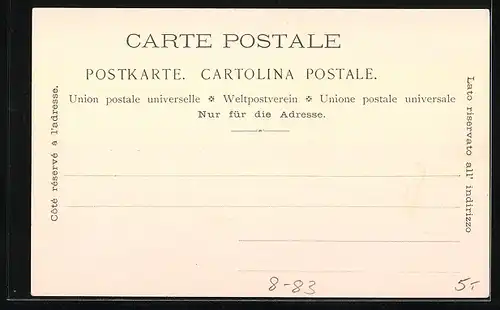 CARTE POSTALE
POSTKARTE. CARTOLINA POSTALE.
Union postale universelle ✻ Weltpostverein ✻ Unione postale universale
Nur für die Adresse.
Côté réservé à l'adresse.
Lato riservato all' indirizzo
8-83
5.-